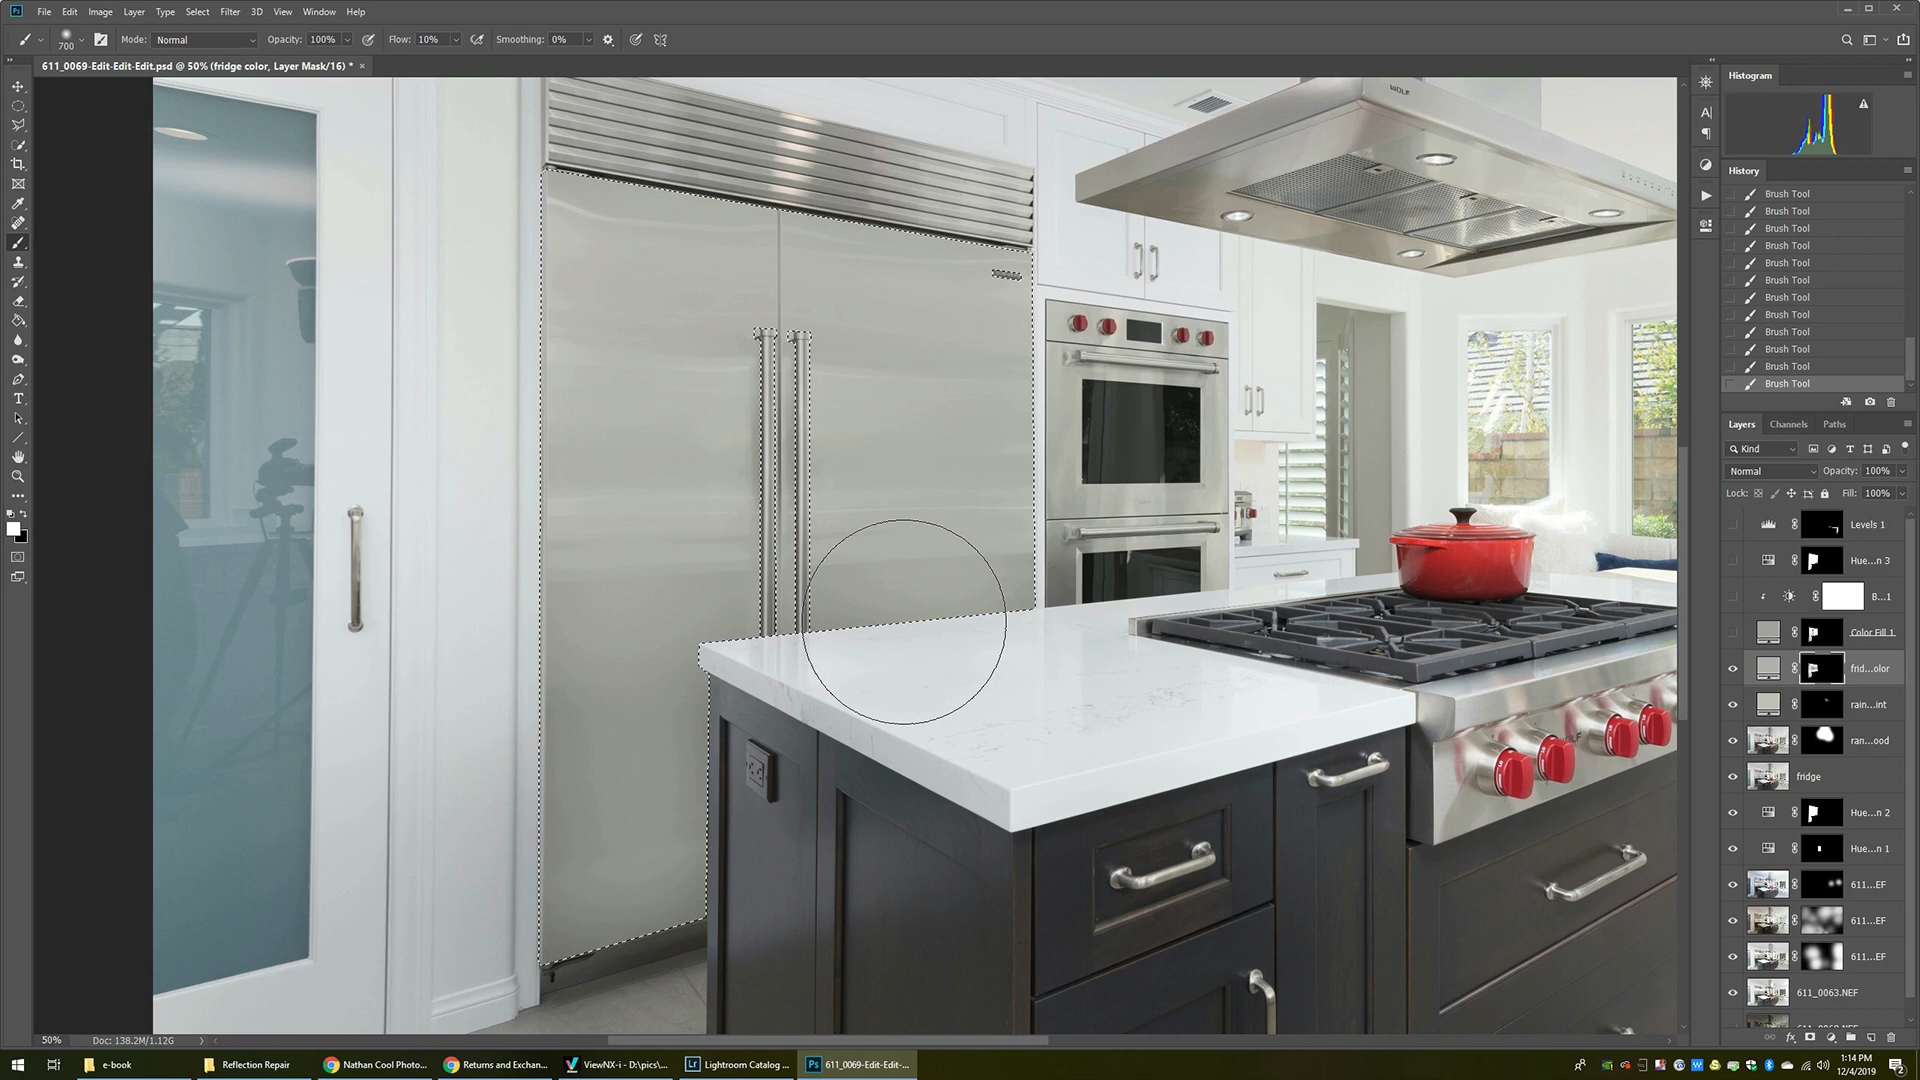 File Edit Image Layer Type Select Filter 3D View Window Help
700 Mode: Normal Opacity: 100% Flow: 10% Smoothing: 0%
611_0069-Edit-Edit-Edit.psd @ 50% (fridge color, Layer Mask/16) * ×
WOLF
Histogram
History
Brush Tool
Brush Tool
Brush Tool
Brush Tool
Brush Tool
Brush Tool
Brush Tool
Brush Tool
Brush Tool
Brush Tool
Brush Tool
Brush Tool
Layers Channels Paths
Kind
Normal Opacity: 100%
Lock: Fill: 100%
Levels 1
Hue...n 3
B...1
Color Fill 1
frid...olor
rain...int
ran...ood
fridge
Hue...n 2
Hue...n 1
611...EF
611...EF
611...EF
611_0063.NEF
50% Doc: 138.2M/1.12G
e-book
Reflection Repair
Nathan Cool Photo...
Returns and Exchan...
ViewNX-i - D:\pics\...
Lightroom Catalog ...
611_0069-Edit-Edit-...
1:14 PM
12/4/2019